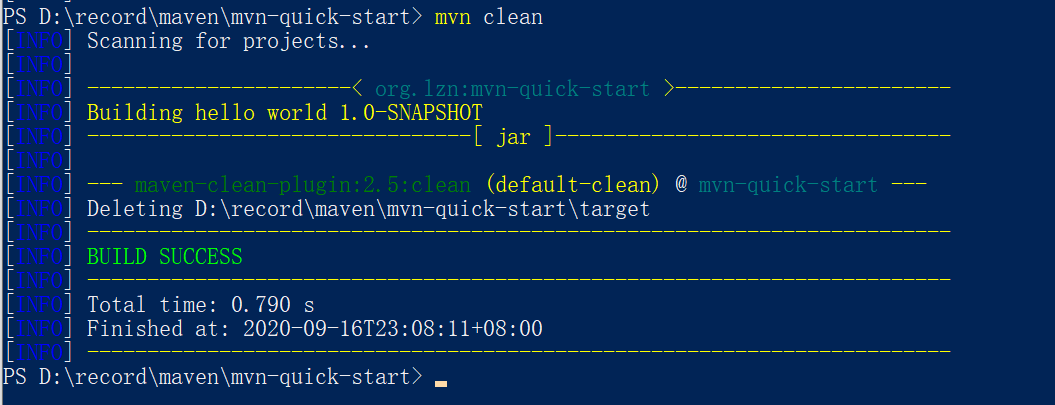 PS D:\record\maven\mvn-quick-start> mvn clean
[INFO] Scanning for projects...
[INFO]
[INFO] ----------------------< org.lzn:mvn-quick-start >-----------------------
[INFO] Building hello world 1.0-SNAPSHOT
[INFO] --------------------------------[ jar ]---------------------------------
[INFO]
[INFO] --- maven-clean-plugin:2.5:clean (default-clean) @ mvn-quick-start ---
[INFO] Deleting D:\record\maven\mvn-quick-start\target
[INFO] ------------------------------------------------------------------------
[INFO] BUILD SUCCESS
[INFO] ------------------------------------------------------------------------
[INFO] Total time: 0.790 s
[INFO] Finished at: 2020-09-16T23:08:11+08:00
[INFO] ------------------------------------------------------------------------
PS D:\record\maven\mvn-quick-start>